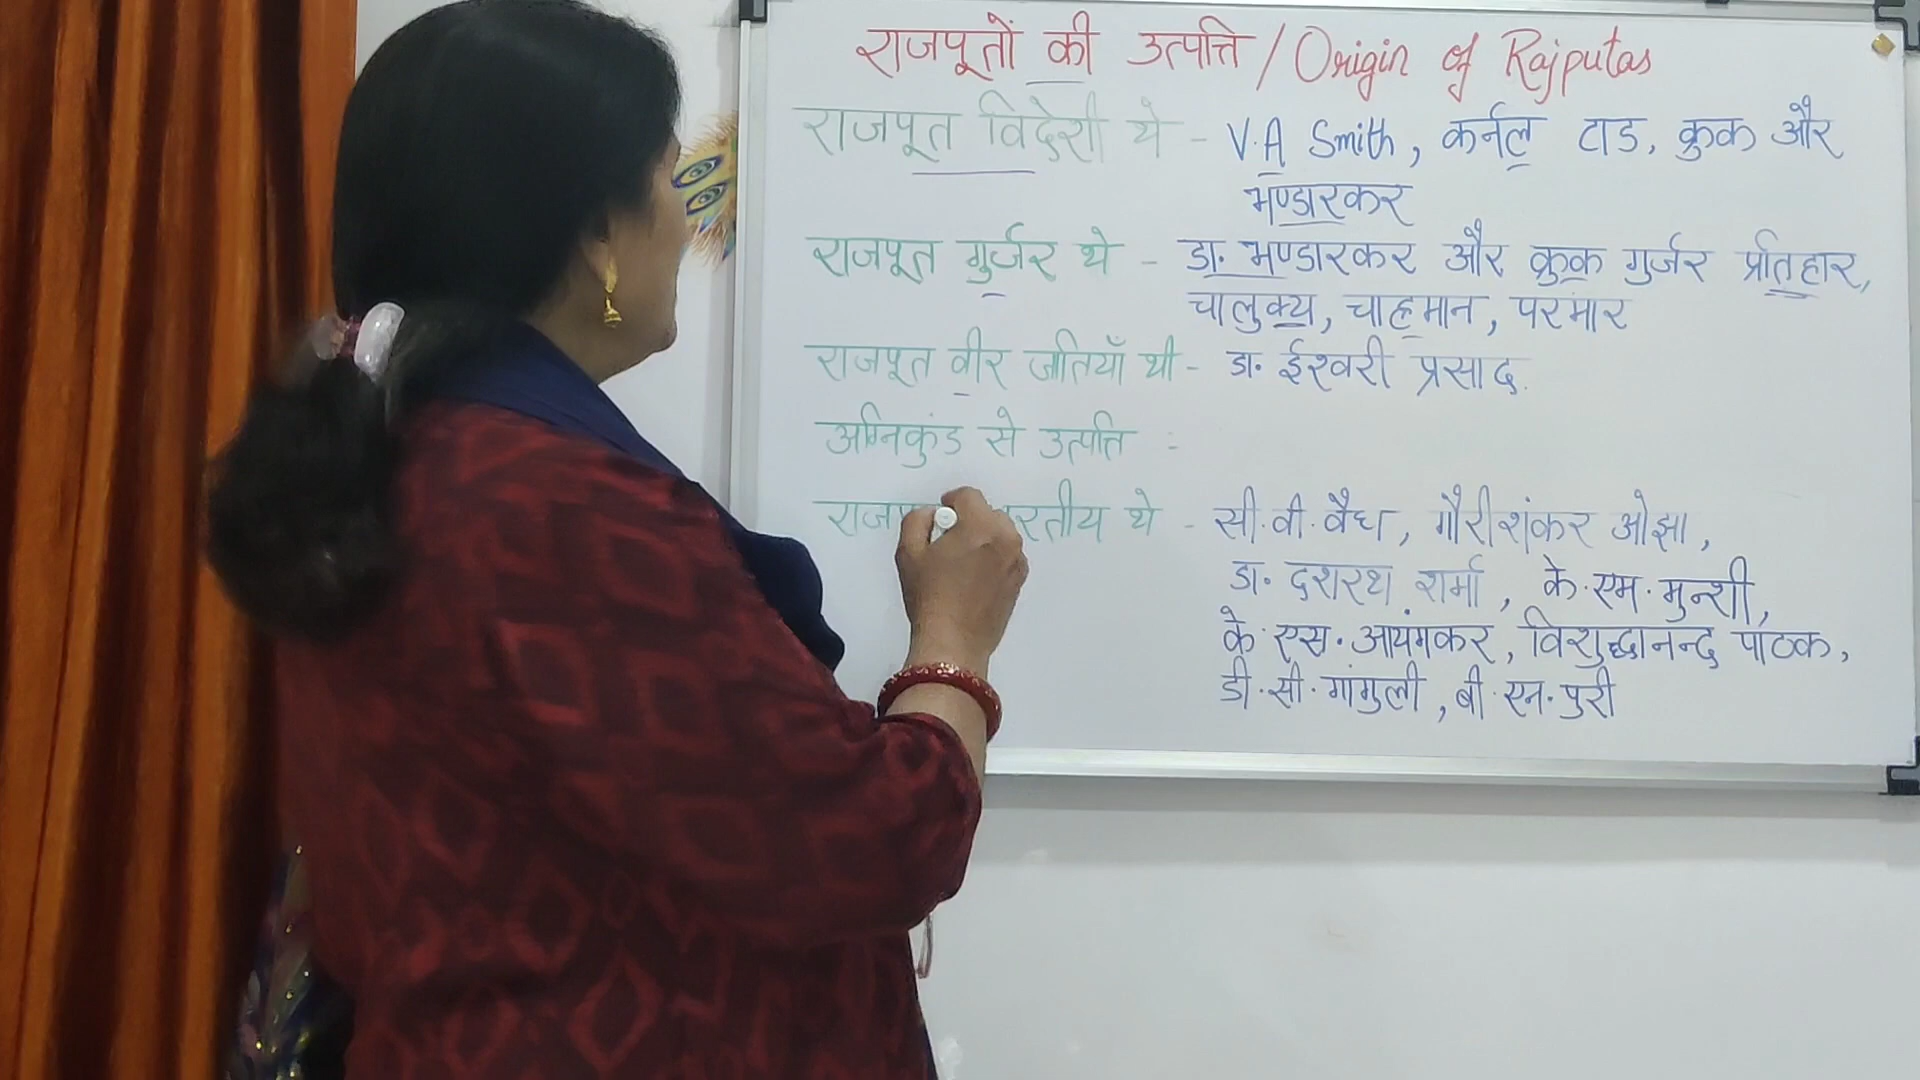 राजपूतों की उत्पत्ति / Origin of Rajputas
राजपूत विदेशी थे - V.A Smith, कर्नल टाड, क्रुक और
भण्डारकर
राजपूत गुर्जर थे - डा. भण्डारकर और क्रुक गुर्जर प्रतिहार,
चालुक्य, चाहमान, परमार
राजपूत वीर जातियाँ थी - डा. ईश्वरी प्रसाद.
अग्निकुंड से उत्पत्ति :-
थे - सी.वी.वैद्य, गौरीशंकर ओझा,
डा. दशरथ शर्मा, के.एम.मुन्शी,
के.एस.आयंगकर, विशुद्धानन्द पाठक,
डी.सी.गांगुली, बी.एन.पुरी